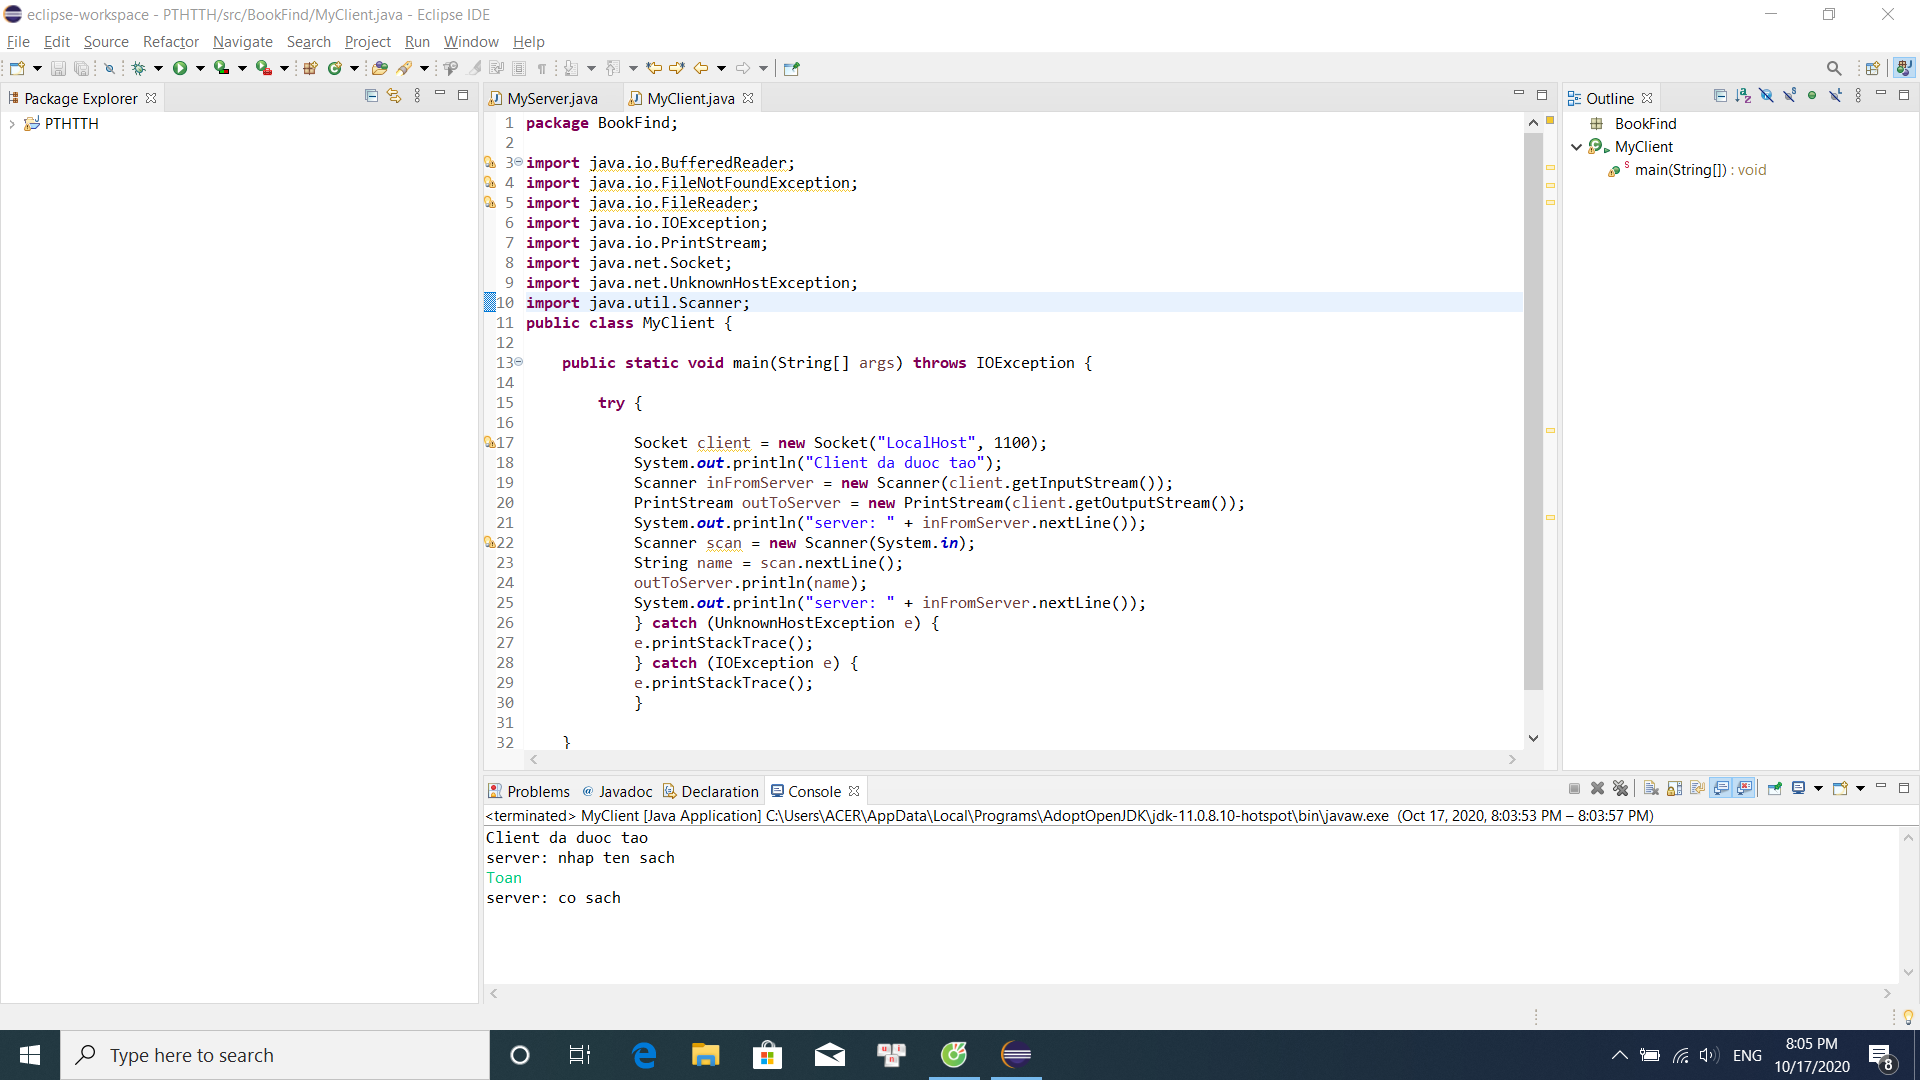 eclipse-workspace - PTHTTH/src/BookFind/MyClient.java - Eclipse IDE
File Edit Source Refactor Navigate Search Project Run Window Help
Package Explorer
PTHTTH
MyServer.java MyClient.java
1 package BookFind;
2
3 import java.io.BufferedReader;
4 import java.io.FileNotFoundException;
5 import java.io.FileReader;
6 import java.io.IOException;
7 import java.io.PrintStream;
8 import java.net.Socket;
9 import java.net.UnknownHostException;
10 import java.util.Scanner;
11 public class MyClient {
12
13 public static void main(String[] args) throws IOException {
14
15 try {
16
17 Socket client = new Socket("LocalHost", 1100);
18 System.out.println("Client da duoc tao");
19 Scanner inFromServer = new Scanner(client.getInputStream());
20 PrintStream outToServer = new PrintStream(client.getOutputStream());
21 System.out.println("server: " + inFromServer.nextLine());
22 Scanner scan = new Scanner(System.in);
23 String name = scan.nextLine();
24 outToServer.println(name);
25 System.out.println("server: " + inFromServer.nextLine());
26 } catch (UnknownHostException e) {
27 e.printStackTrace();
28 } catch (IOException e) {
29 e.printStackTrace();
30 }
31
32 }
Outline
BookFind
MyClient
main(String[]) : void
Problems @ Javadoc Declaration Console
<terminated> MyClient [Java Application] C:\Users\ACER\AppData\Local\Programs\AdoptOpenJDK\jdk-11.0.8.10-hotspot\bin\javaw.exe (Oct 17, 2020, 8:03:53 PM – 8:03:57 PM)
Client da duoc tao
server: nhap ten sach
Toan
server: co sach
Type here to search
ENG
8:05 PM
10/17/2020
8